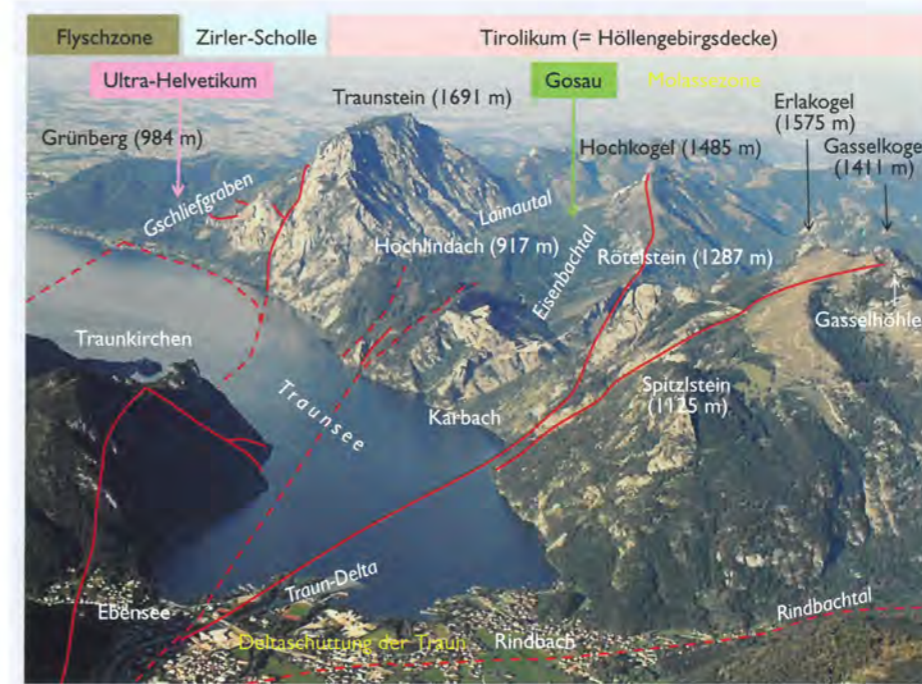 Flyschzone
Zirler-Scholle
Tirolikum (= Höllengebirgsdecke)
Ultra-Helvetikum
Traunstein (1691 m)
Gosau
Molassezone
Erlakogel
(1575 m)
Grünberg (984 m)
Hochkogel (1485 m)
Gasselkogel
(1411 m)
Gschliefgraben
Lainautal
Hochlindach (917 m)
Eisenbachtal
Rötelstein (1287 m)
Gasselhöhle
Traunkirchen
Traunsee
Karbach
Spitzlstein
(1125 m)
Traun-Delta
Ebensee
Deltaschüttung der Traun
Rindbach
Rindbachtal